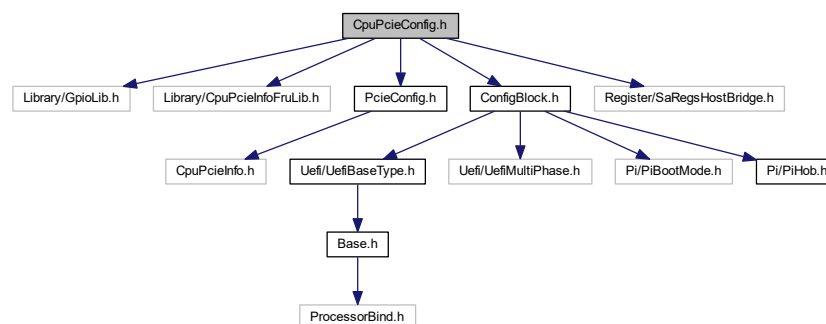 CpuPcieConfig.h
Library/GpioLib.h
Library/CpuPcieInfoFruLib.h
PcieConfig.h
ConfigBlock.h
Register/SaRegsHostBridge.h
CpuPcieInfo.h
Uefi/UefiBaseType.h
Uefi/UefiMultiPhase.h
Pi/PiBootMode.h
Pi/PiHob.h
Base.h
ProcessorBind.h